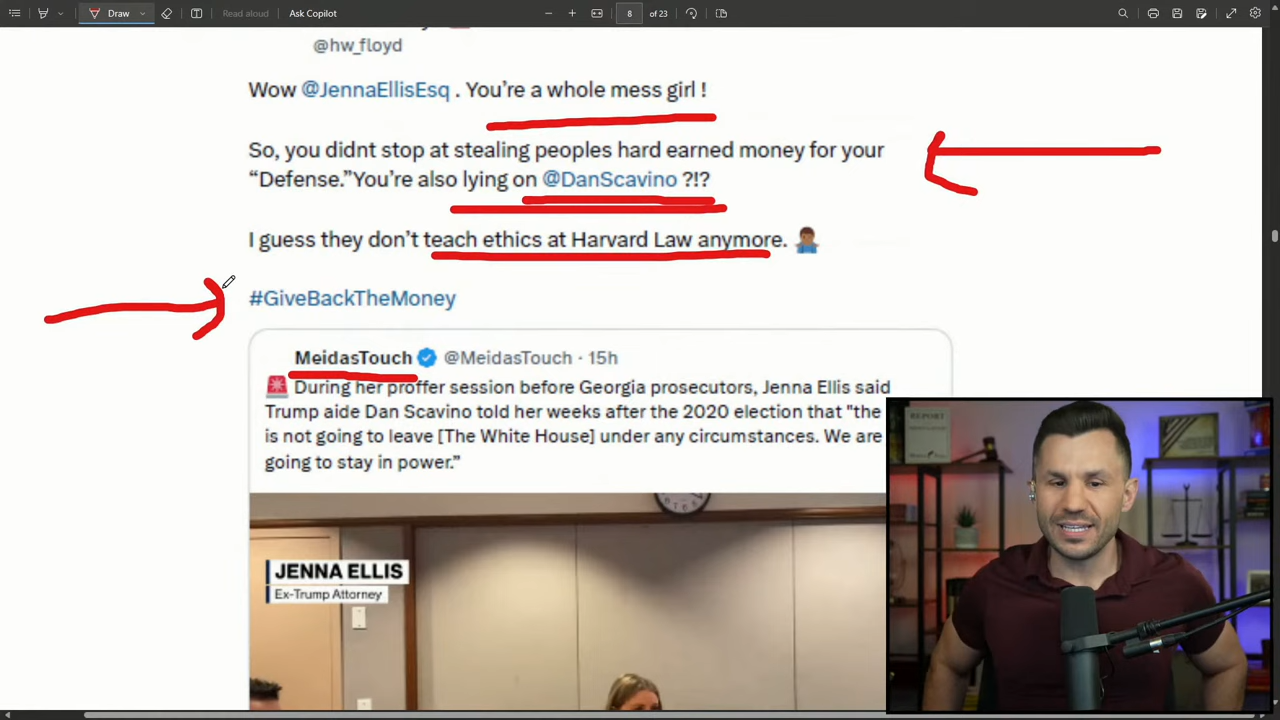 Draw
Read aloud
Ask Copilot
8 of 23
@hw_floyd
Wow @JennaEllisEsq . You're a whole mess girl !
So, you didnt stop at stealing peoples hard earned money for your
“Defense.”You're also lying on @DanScavino ?!?
I guess they don't teach ethics at Harvard Law anymore.
#GiveBackTheMoney
MeidasTouch @MeidasTouch · 15h
During her proffer session before Georgia prosecutors, Jenna Ellis said
Trump aide Dan Scavino told her weeks after the 2020 election that "the
is not going to leave [The White House] under any circumstances. We are
going to stay in power.”
JENNA ELLIS
Ex-Trump Attorney
REPORT